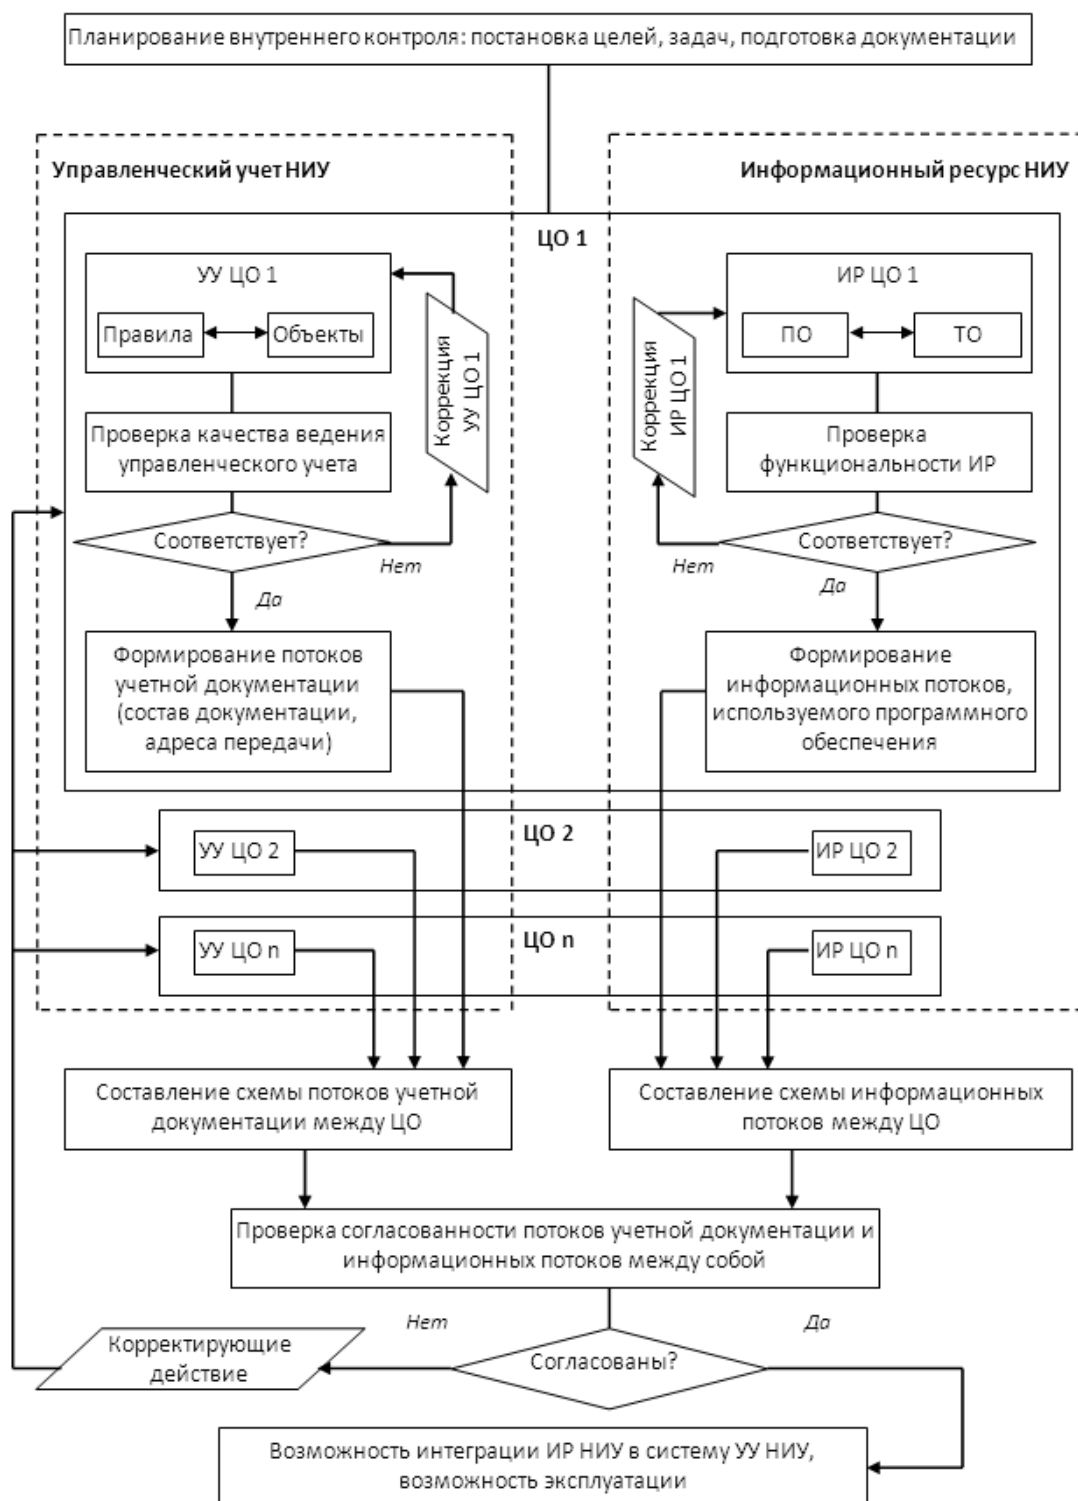 Планирование внутреннего контроля: постановка целей, задач, подготовка документации
Управленческий учет НИУ
Информационный ресурс НИУ
ЦО 1
УУ ЦО 1
Правила
Объекты
Коррекция
УУ ЦО 1
Проверка качества ведения
управленческого учета
Соответствует?
Нет
Да
Формирование потоков
учетной документации
(состав документации,
адреса передачи)
ИР ЦО 1
ПО
ТО
Коррекция
ИР ЦО 1
Проверка
функциональности ИР
Соответствует?
Нет
Да
Формирование
информационных потоков,
используемого программного
обеспечения
ЦО 2
УУ ЦО 2
ИР ЦО 2
ЦО n
УУ ЦО n
ИР ЦО n
Составление схемы потоков учетной
документации между ЦО
Составление схемы информационных
потоков между ЦО
Проверка согласованности потоков учетной документации и
информационных потоков между собой
Нет
Да
Корректирующие
действие
Согласованы?
Возможность интеграции ИР НИУ в систему УУ НИУ,
возможность эксплуатации